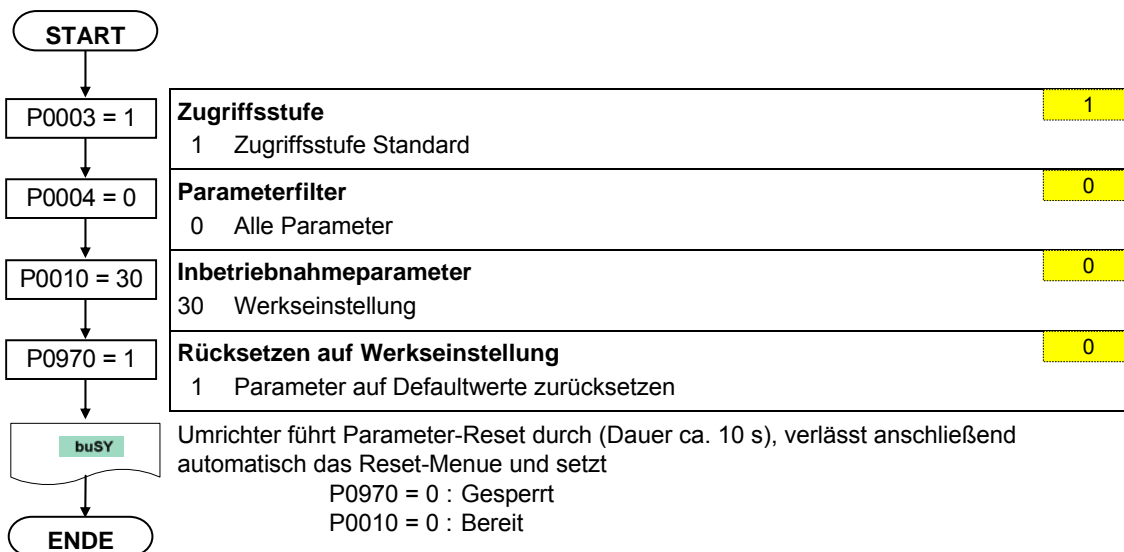 START
P0003 = 1
Zugriffsstufe 1
1 Zugriffsstufe Standard
P0004 = 0
Parameterfilter 0
0 Alle Parameter
P0010 = 30
Inbetriebnahmeparameter 0
30 Werkseinstellung
P0970 = 1
Rücksetzen auf Werkseinstellung 0
1 Parameter auf Defaultwerte zurücksetzen
buSY
Umrichter führt Parameter-Reset durch (Dauer ca. 10 s), verlässt anschließend
automatisch das Reset-Menue und setzt
P0970 = 0 : Gesperrt
P0010 = 0 : Bereit
ENDE